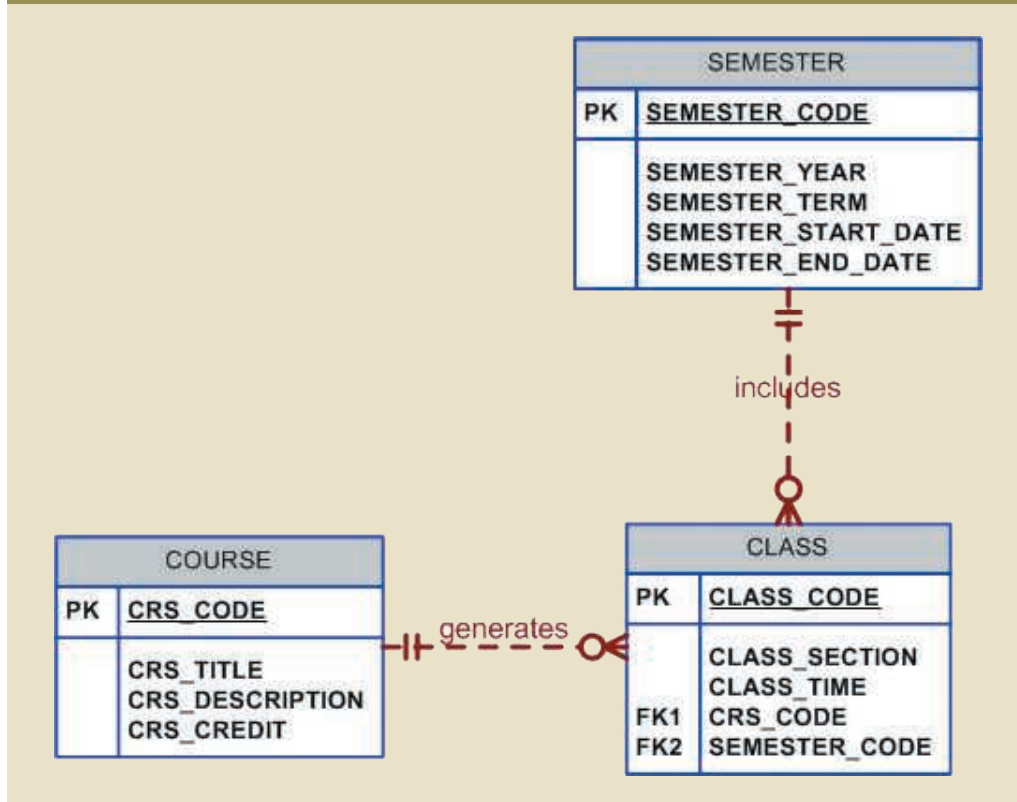 SEMESTER
PK SEMESTER_CODE
SEMESTER_YEAR
SEMESTER_TERM
SEMESTER_START_DATE
SEMESTER_END_DATE
includes
COURSE
PK CRS_CODE
CRS_TITLE
CRS_DESCRIPTION
CRS_CREDIT
generates
CLASS
PK CLASS_CODE
CLASS_SECTION
CLASS_TIME
FK1 CRS_CODE
FK2 SEMESTER_CODE